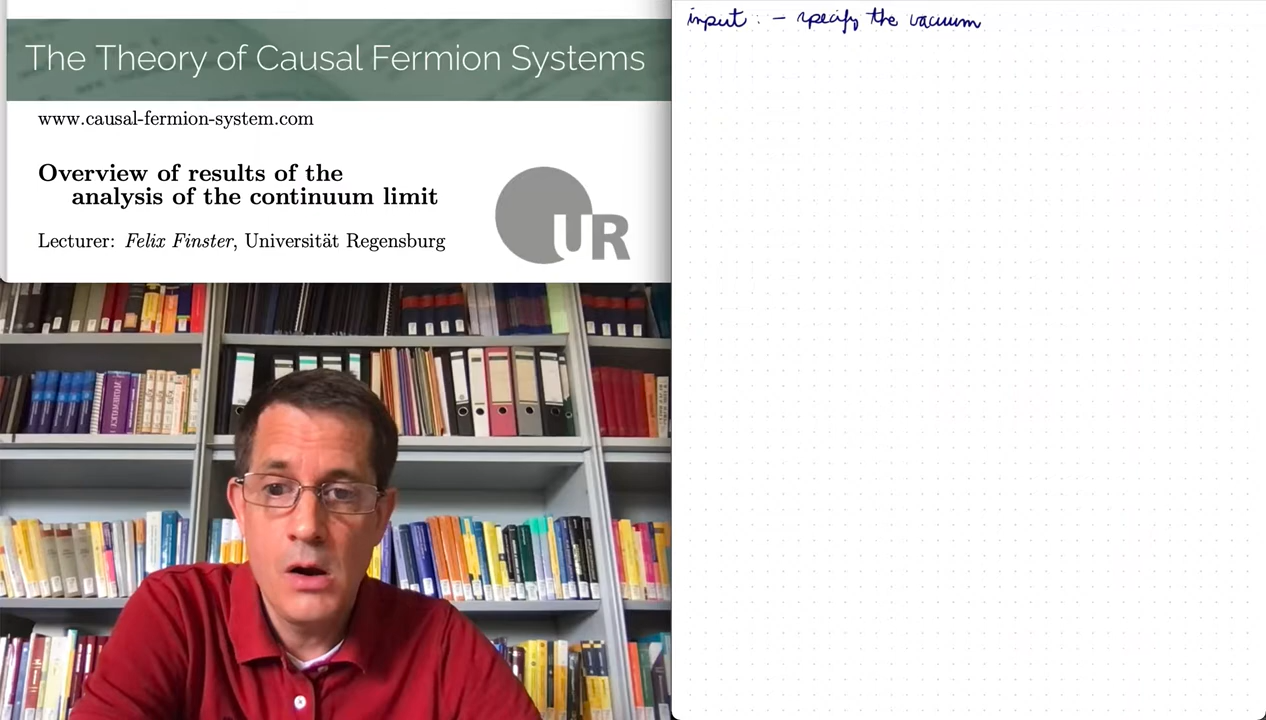 The Theory of Causal Fermion Systems
www.causal-fermion-system.com
Overview of results of the
analysis of the continuum limit
Lecturer: Felix Finster, Universität Regensburg
UR
input : - specify the vacuum